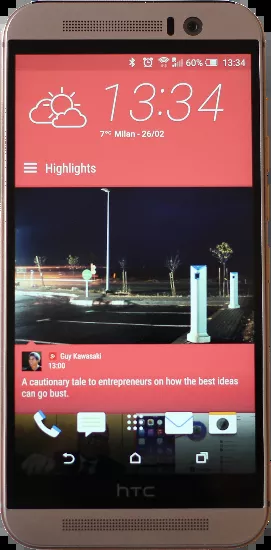 60% 13:34
13:34
7° Milan - 26/02
Highlights
Guy Kawasaki
13:00
A cautionary tale to entrepreneurs on how the best ideas
can go bust.
hTC